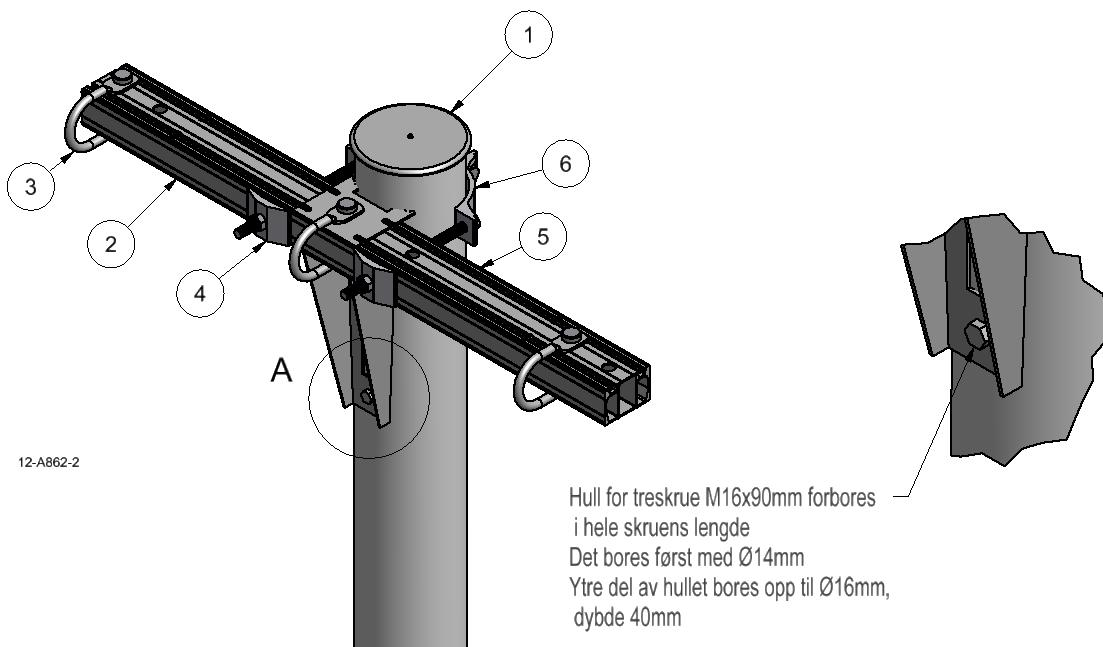 1
6
3
5
2
4
A
12-A862-2
Hull for treskrue M16x90mm forbores
i hele skruens lengde
Det bores først med Ø14mm
Ytre del av hullet bores opp til Ø16mm,
dybde 40mm